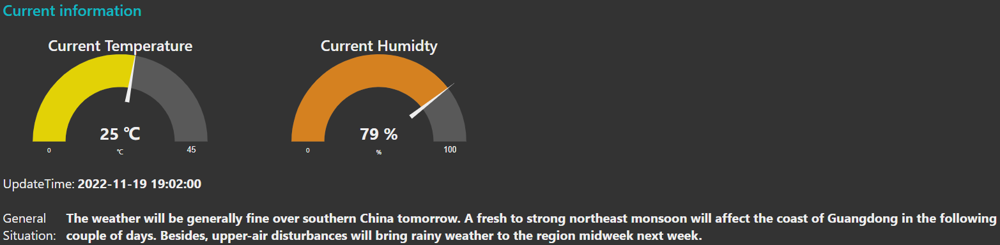 Current information
Current Temperature
Current Humidty
25 ℃
79 %
0
℃
45
0
%
100
UpdateTime: 2022-11-19 19:02:00
General The weather will be generally fine over southern China tomorrow. A fresh to strong northeast monsoon will affect the coast of Guangdong in the following
Situation: couple of days. Besides, upper-air disturbances will bring rainy weather to the region midweek next week.